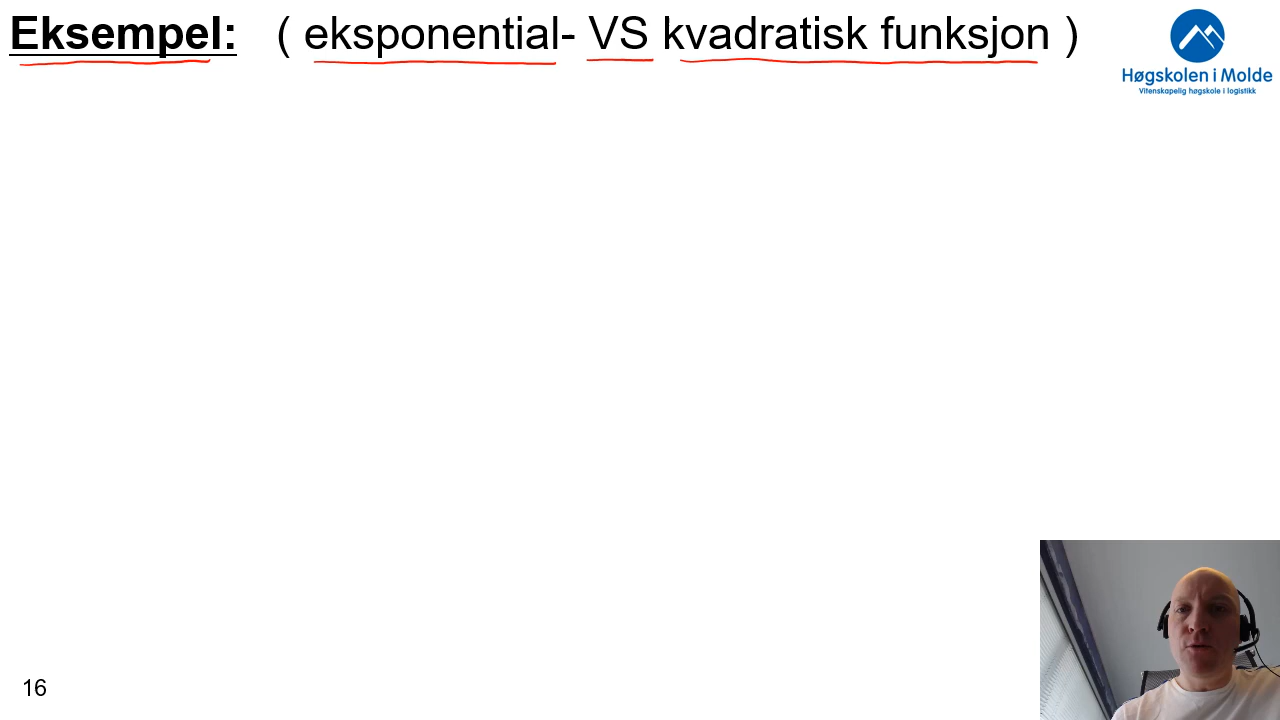 Eksempel: ( eksponential- VS kvadratisk funksjon )
Høgskolen i Molde
Vitenskapelig høgskole i logistikk
16